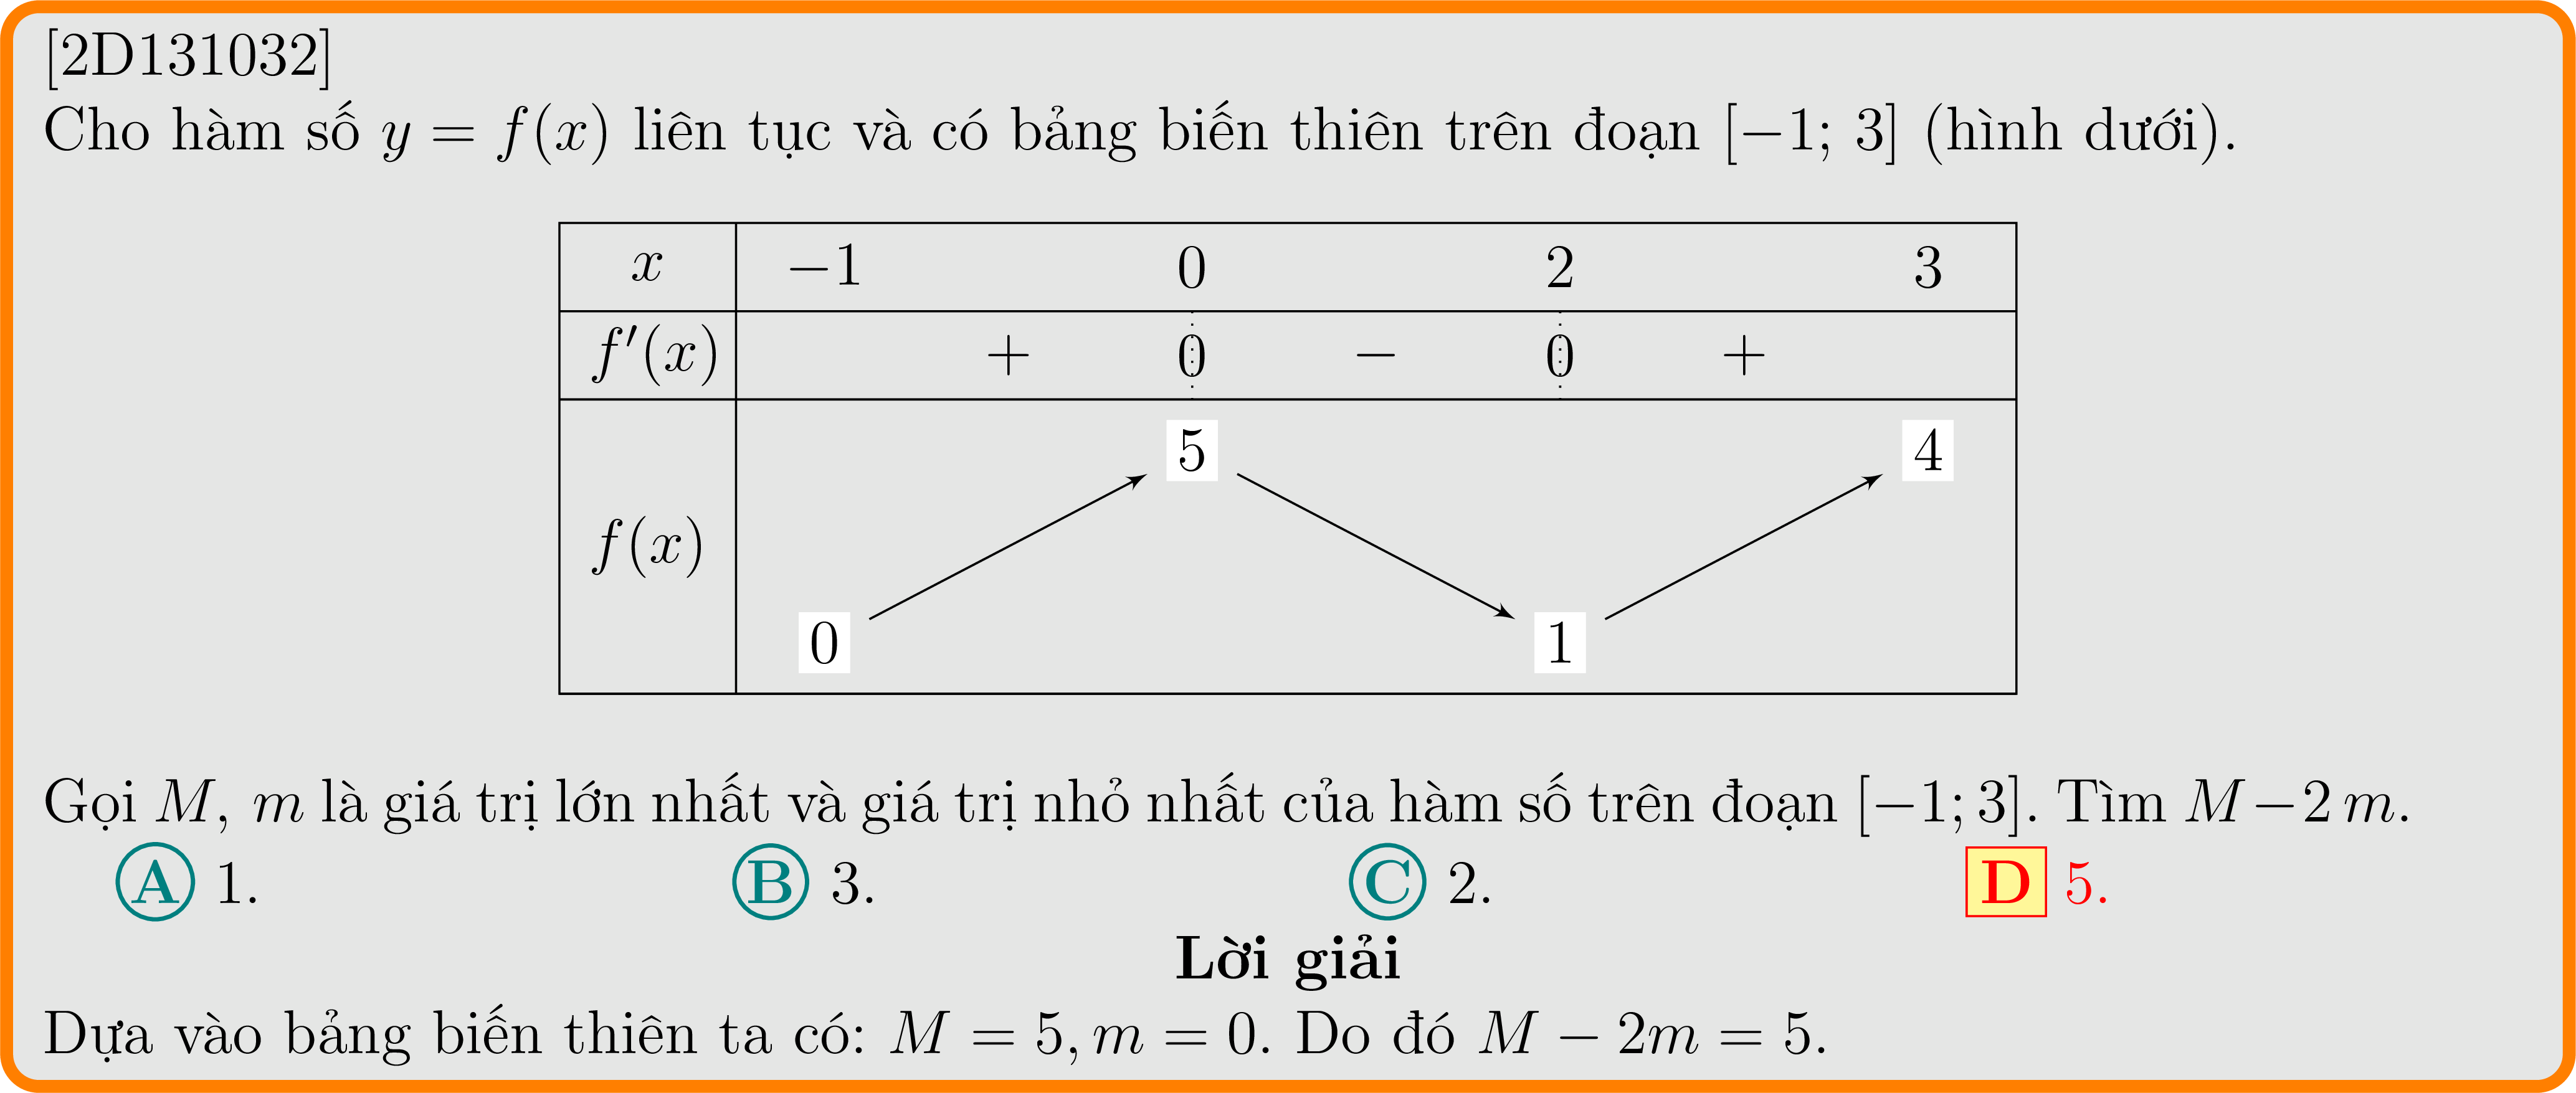 [2D131032]
Cho hàm số y = f(x) liên tục và có bảng biến thiên trên đoạn [−1; 3] (hình dưới).
x −1 0 2 3
f′(x) + 0 − 0 +
5 4
f(x)
0 1
Gọi M, m là giá trị lớn nhất và giá trị nhỏ nhất của hàm số trên đoạn [−1; 3]. Tìm M − 2 m.
A 1. B 3. C 2. D 5.
Lời giải
Dựa vào bảng biến thiên ta có: M = 5, m = 0. Do đó M − 2m = 5.